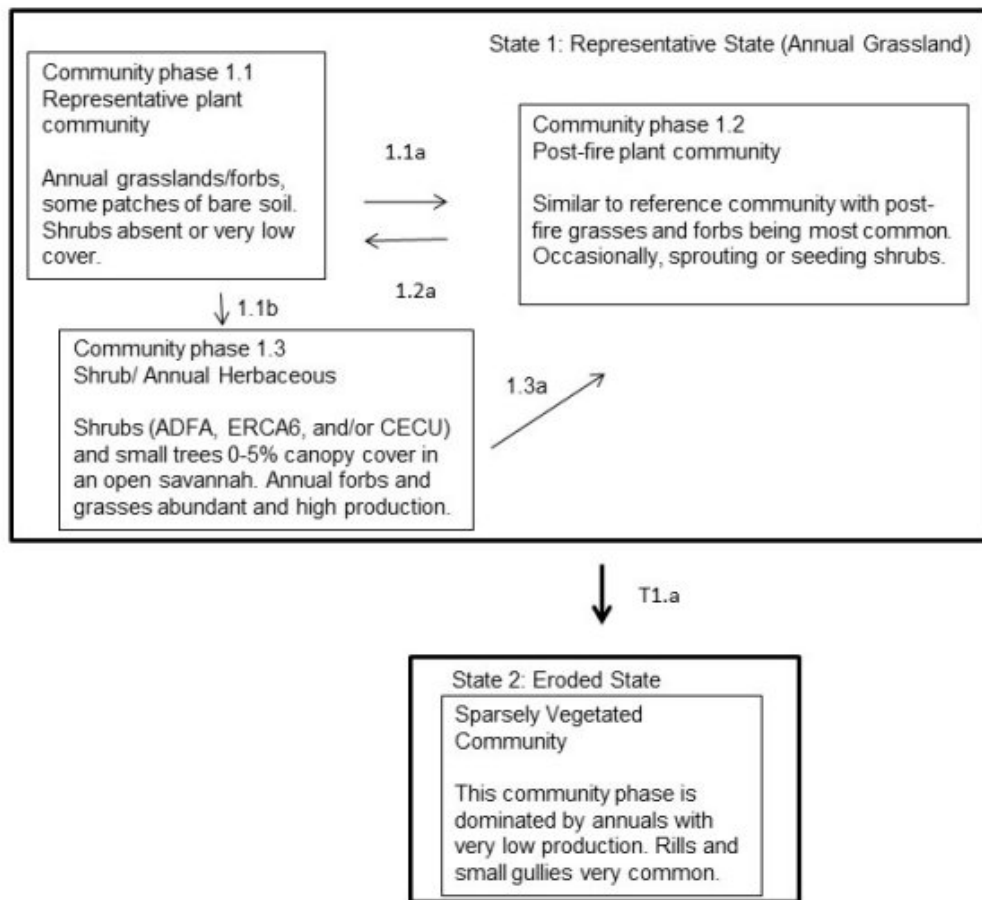 State 1: Representative State (Annual Grassland)
Community phase 1.1
Representative plant
community
Annual grasslands/forbs,
some patches of bare soil.
Shrubs absent or very low
cover.
1.1a
1.2a
Community phase 1.2
Post-fire plant community
Similar to reference community with post-
fire grasses and forbs being most common.
Occasionally, sprouting or seeding shrubs.
1.1b
Community phase 1.3
Shrub/ Annual Herbaceous
Shrubs (ADFA, ERCA6, and/or CECU)
and small trees 0-5% canopy cover in
an open savannah. Annual forbs and
grasses abundant and high production.
1.3a
T1.a
State 2: Eroded State
Sparsely Vegetated
Community
This community phase is
dominated by annuals with
very low production. Rills and
small gullies very common.